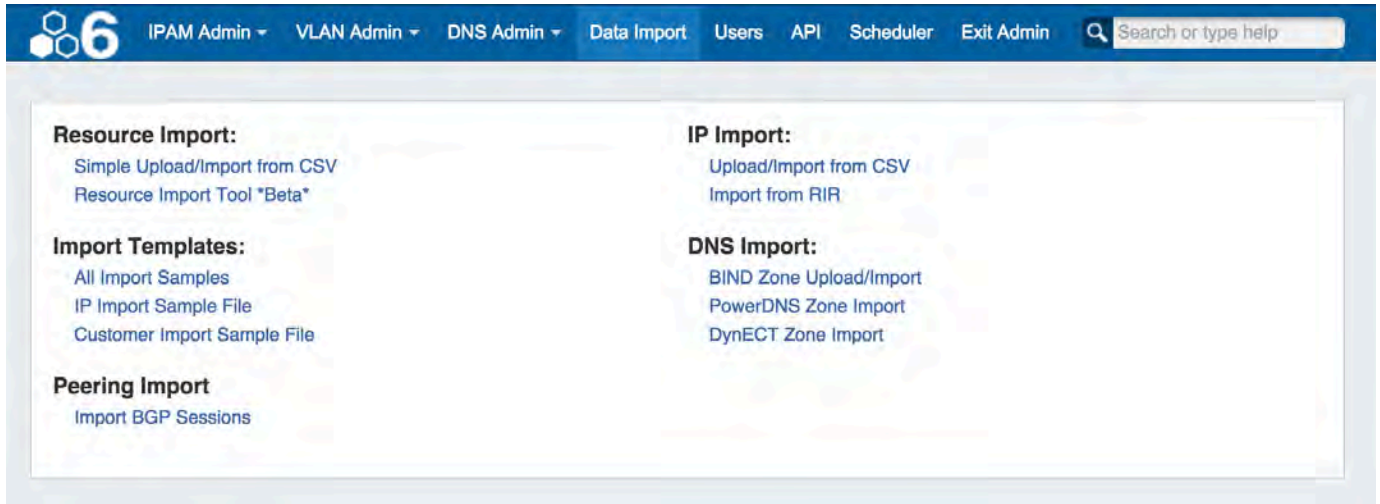 6 IPAM Admin VLAN Admin DNS Admin Data Import Users API Scheduler Exit Admin Search or type help
Resource Import:
Simple Upload/Import from CSV
Resource Import Tool *Beta*
Import Templates:
All Import Samples
IP Import Sample File
Customer Import Sample File
Peering Import
Import BGP Sessions
IP Import:
Upload/Import from CSV
Import from RIR
DNS Import:
BIND Zone Upload/Import
PowerDNS Zone Import
DynECT Zone Import